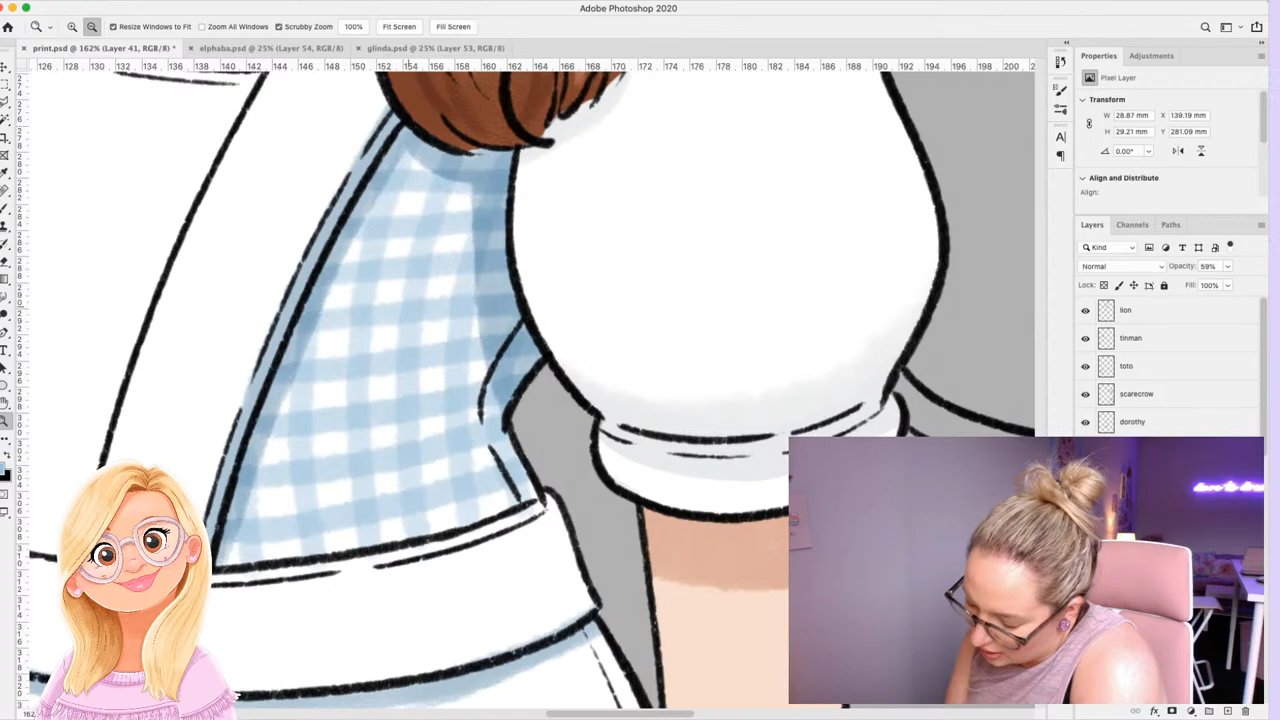 Adobe Photoshop 2020
Resize Windows to Fit Zoom All Windows Scrubby Zoom 100% Fit Screen Fill Screen
print.psd @ 162% (Layer 41, RGB/8) * elphaba.psd @ 25% (Layer 54, RGB/8) glinda.psd @ 25% (Layer 53, RGB/8)
126 128 130 132 134 136 138 140 142 144 146 148 150 152 154 156 158 160 162 164 166 168 170 172 174 176 178 180 182 184 186 188 190 192 194 196 198 200
Properties Adjustments
Pixel Layer
Transform
W 28.87 mm X 139.19 mm
H 29.21 mm Y 281.09 mm
0.00°
Align and Distribute
Align:
Layers Channels Paths
Kind
Normal Opacity: 59%
Lock: Fill: 100%
lion
tinman
toto
scarecrow
dorothy